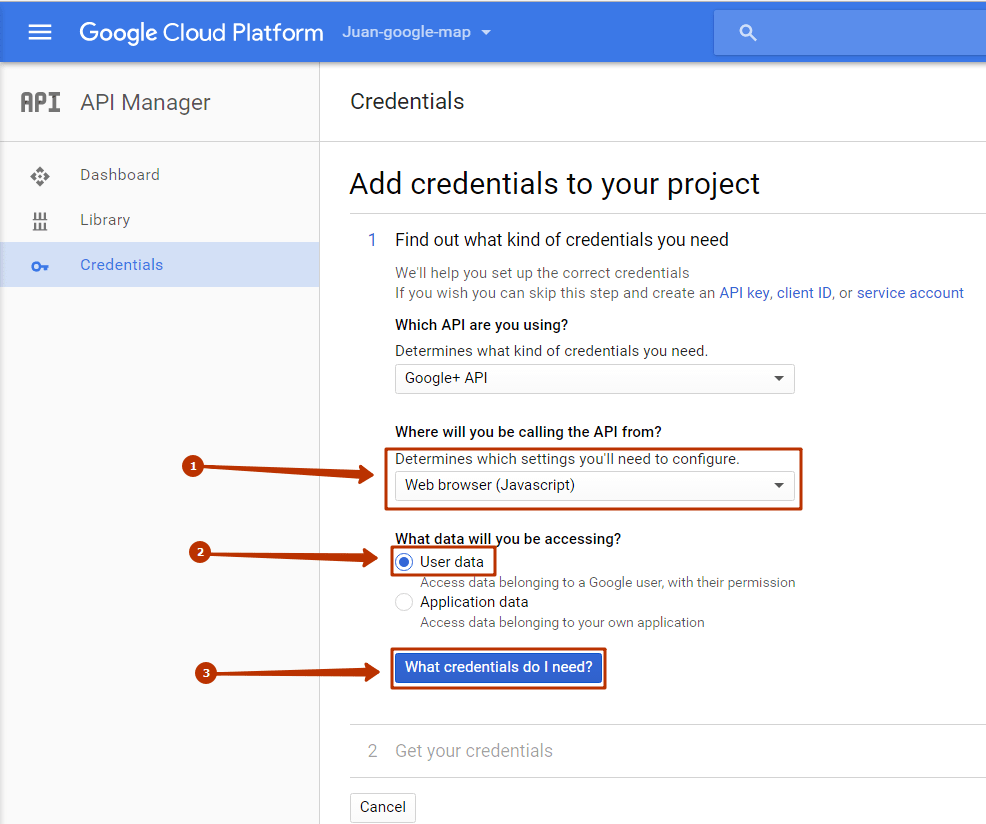 Google Cloud Platform Juan-google-map
API API Manager
Credentials
Dashboard
Library
Credentials
Add credentials to your project
1 Find out what kind of credentials you need
We'll help you set up the correct credentials
If you wish you can skip this step and create an API key, client ID, or service account
Which API are you using?
Determines what kind of credentials you need.
Google+ API
Where will you be calling the API from?
Determines which settings you'll need to configure.
1
Web browser (Javascript)
What data will you be accessing?
2
User data
Access data belonging to a Google user, with their permission
Application data
Access data belonging to your own application
3
What credentials do I need?
2 Get your credentials
Cancel